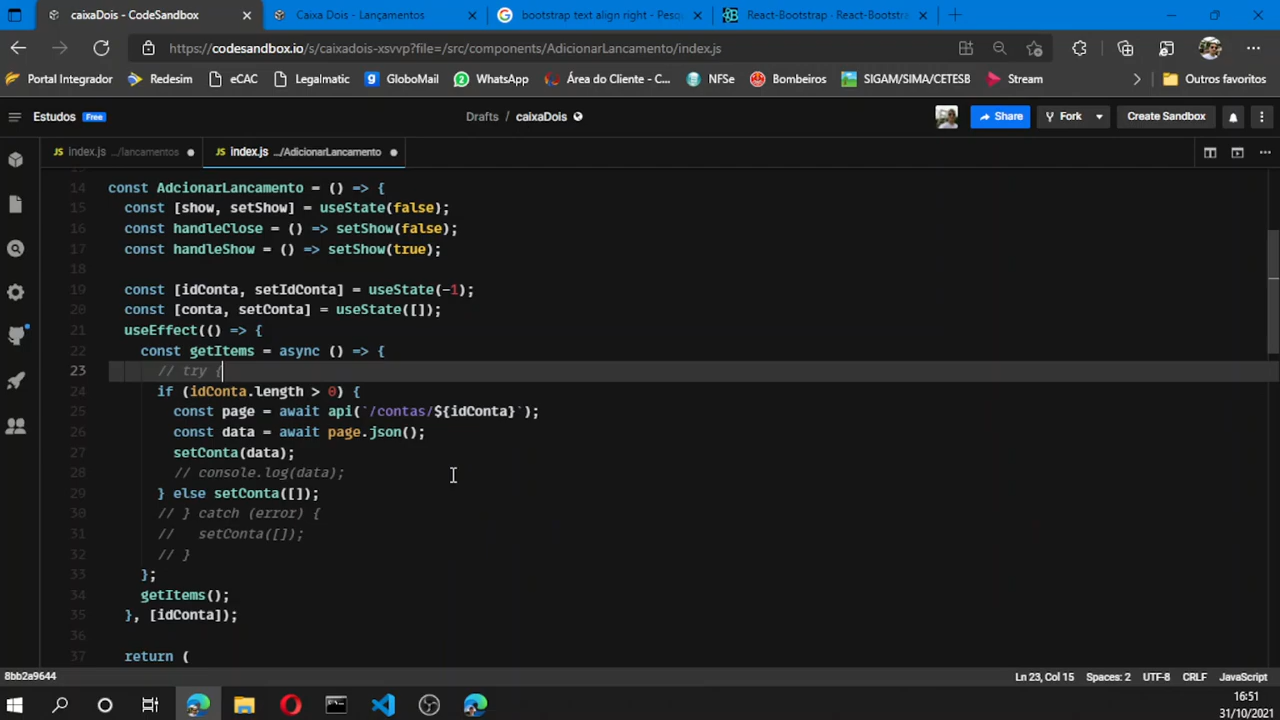 caixaDois - CodeSandbox
Caixa Dois - Lançamentos
bootstrap text align right - Pesq
React-Bootstrap · React-Bootstra
https://codesandbox.io/s/caixadois-xsvvp?file=/src/components/AdicionarLancamento/index.js
Portal Integrador Redesim eCAC Legalmatic GloboMail WhatsApp Área do Cliente - C... NFSe Bombeiros SIGAM/SIMA/CETESB Stream Outros favoritos
Estudos Free Drafts / caixaDois Share Fork Create Sandbox
JS index.js .../lancamentos JS index.js .../AdicionarLancamento
14 const AdcionarLancamento = () => {
15 const [show, setShow] = useState(false);
16 const handleClose = () => setShow(false);
17 const handleShow = () => setShow(true);
18
19 const [idConta, setIdConta] = useState(-1);
20 const [conta, setConta] = useState([]);
21 useEffect(() => {
22 const getItems = async () => {
23 // try {
24 if (idConta.length > 0) {
25 const page = await api(`/contas/${idConta}`);
26 const data = await page.json();
27 setConta(data);
28 // console.log(data);
29 } else setConta([]);
30 // } catch (error) {
31 //   setConta([]);
32 // }
33 };
34 getItems();
35 }, [idConta]);
36
37 return (
8bb2a9644 Ln 23, Col 15 Spaces: 2 UTF-8 CRLF JavaScript
16:51
31/10/2021